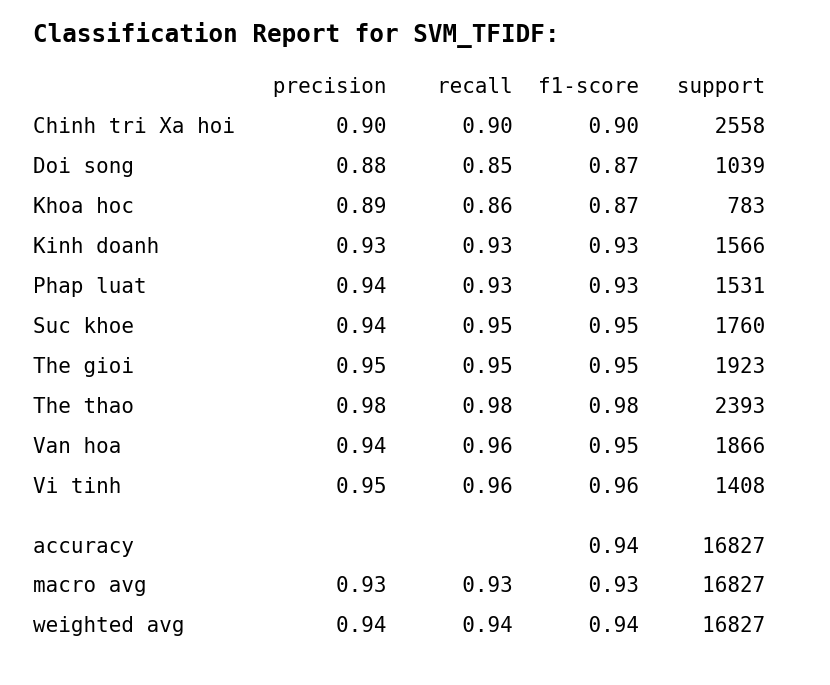 Classification Report for SVM_TFIDF:
precision recall f1-score support
Chinh tri Xa hoi 0.90 0.90 0.90 2558
Doi song 0.88 0.85 0.87 1039
Khoa hoc 0.89 0.86 0.87 783
Kinh doanh 0.93 0.93 0.93 1566
Phap luat 0.94 0.93 0.93 1531
Suc khoe 0.94 0.95 0.95 1760
The gioi 0.95 0.95 0.95 1923
The thao 0.98 0.98 0.98 2393
Van hoa 0.94 0.96 0.95 1866
Vi tinh 0.95 0.96 0.96 1408
accuracy 0.94 16827
macro avg 0.93 0.93 0.93 16827
weighted avg 0.94 0.94 0.94 16827